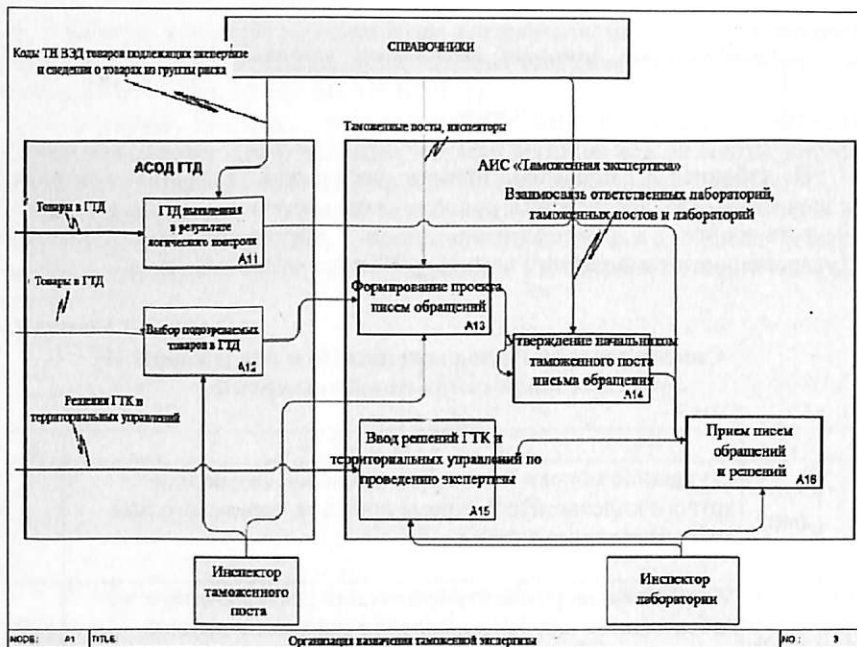 СПРАВОЧНИКИ
Коды ТН ВЭД товаров подлежащих экспертизе
и сведения о товарах из группы риска
Таможенные посты, инспекторы
АСОДГТД
АИС «Таможенная экспертиза»
Взаимосвязь таможенных лабораторий,
таможенных постов и лабораторий
Товары в ГТД
ГТД
в результате
логического контроля
A11
Товары в ГТД
Формирование проекта
писем обращений
A13
Выбор подозреваемых
товаров в ГТД
A12
Утверждение начальником
таможенного поста
письма обращения
A14
Решения ГТК и
территориальных управлений
Ввод решений ГТК и
территориальных управлений по
проведению экспертизы
A15
Прием писем
обращений
и решений
A16
Инспектор
таможенного
поста
Инспектор
лаборатории
NODE: A1 TITLE: Организация назначения таможенной экспертизы NO.: 3